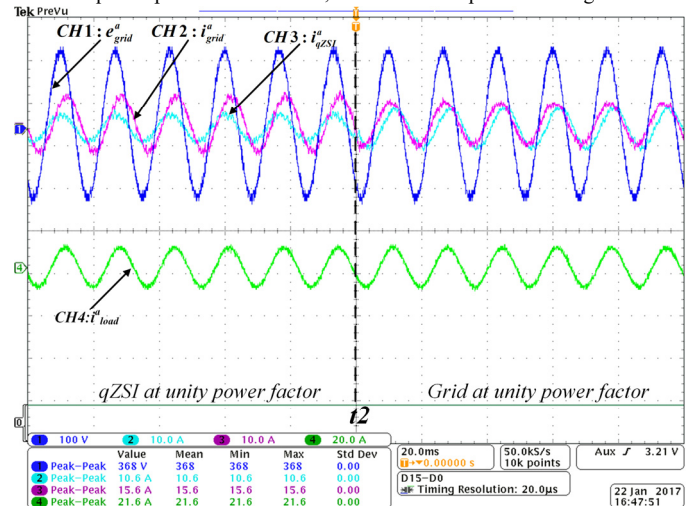 Tek PreVu
CH1: e^a_grid CH2: i^a_grid CH3: i^a_qZSI
T
1
4
CH4:i^a_load
qZSI at unity power factor Grid at unity power factor
t2
0
1 100 V 2 10.0 A 3 10.0 A 4 20.0 A
Value Mean Min Max Std Dev
1 Peak-Peak 368 V 368 368 368 0.00
2 Peak-Peak 10.6 A 10.6 10.6 10.6 0.00
3 Peak-Peak 15.6 A 15.6 15.6 15.6 0.00
4 Peak-Peak 21.6 A 21.6 21.6 21.6 0.00
20.0ms 50.0kS/s Aux 3.21 V
T→▼0.00000 s 10k points
D15-D0
Timing Resolution: 20.0µs
22 Jan 2017
16:47:51